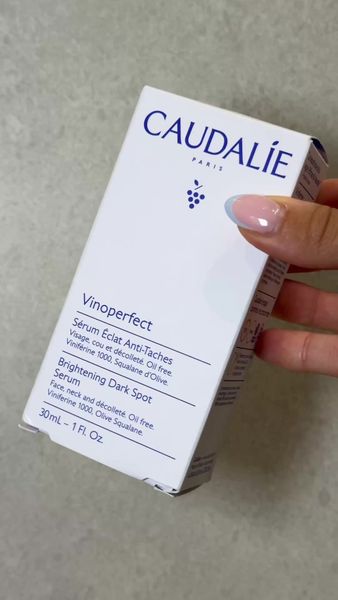 CAUDALÍE
PARIS
Vinoperfect
Sérum Éclat Anti-Taches
Visage, cou et décolleté. Oil free.
Viniférine 1000, Squalane d'Olive.
Brightening Dark Spot
Serum
Face, neck and décolleté. Oil free.
Viniferine 1000, Olive Squalane.
30mL – 1 Fl. Oz